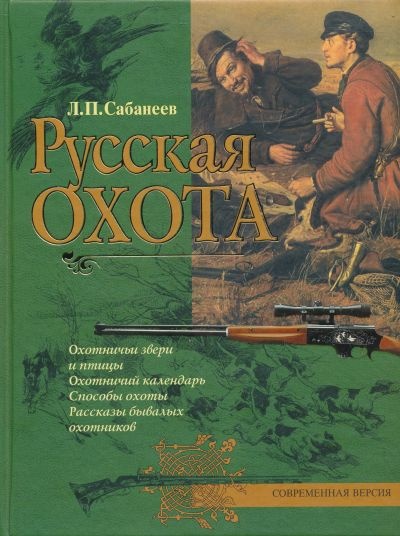 Л.П.Сабанеев
Русская
ОХОТА
Охотничьи звери
и птицы
Охотничий календарь
Способы охоты
Рассказы бывалых
охотников
СОВРЕМЕННАЯ ВЕРСИЯ